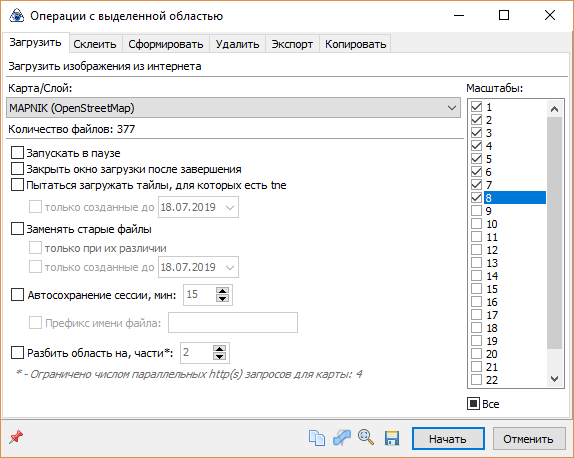 Операции с выделенной областью
Загрузить Склеить Сформировать Удалить Экспорт Копировать
Загрузить изображения из интернета
Карта/Слой:
MAPNIK (OpenStreetMap)
Количество файлов: 377
Запускать в паузе
Закрыть окно загрузки после завершения
Пытаться загружать тайлы, для которых есть tne
только созданные до 18.07.2019
Заменять старые файлы
только при их различии
только созданные до 18.07.2019
Автосохранение сессии, мин: 15
Префикс имени файла:
Разбить область на, части*: 2
* - Ограничено числом параллельных http(s) запросов для карты: 4
Масштабы:
1
2
3
4
5
6
7
8
9
10
11
12
13
14
15
16
17
18
19
20
21
22
Все
Начать Отменить